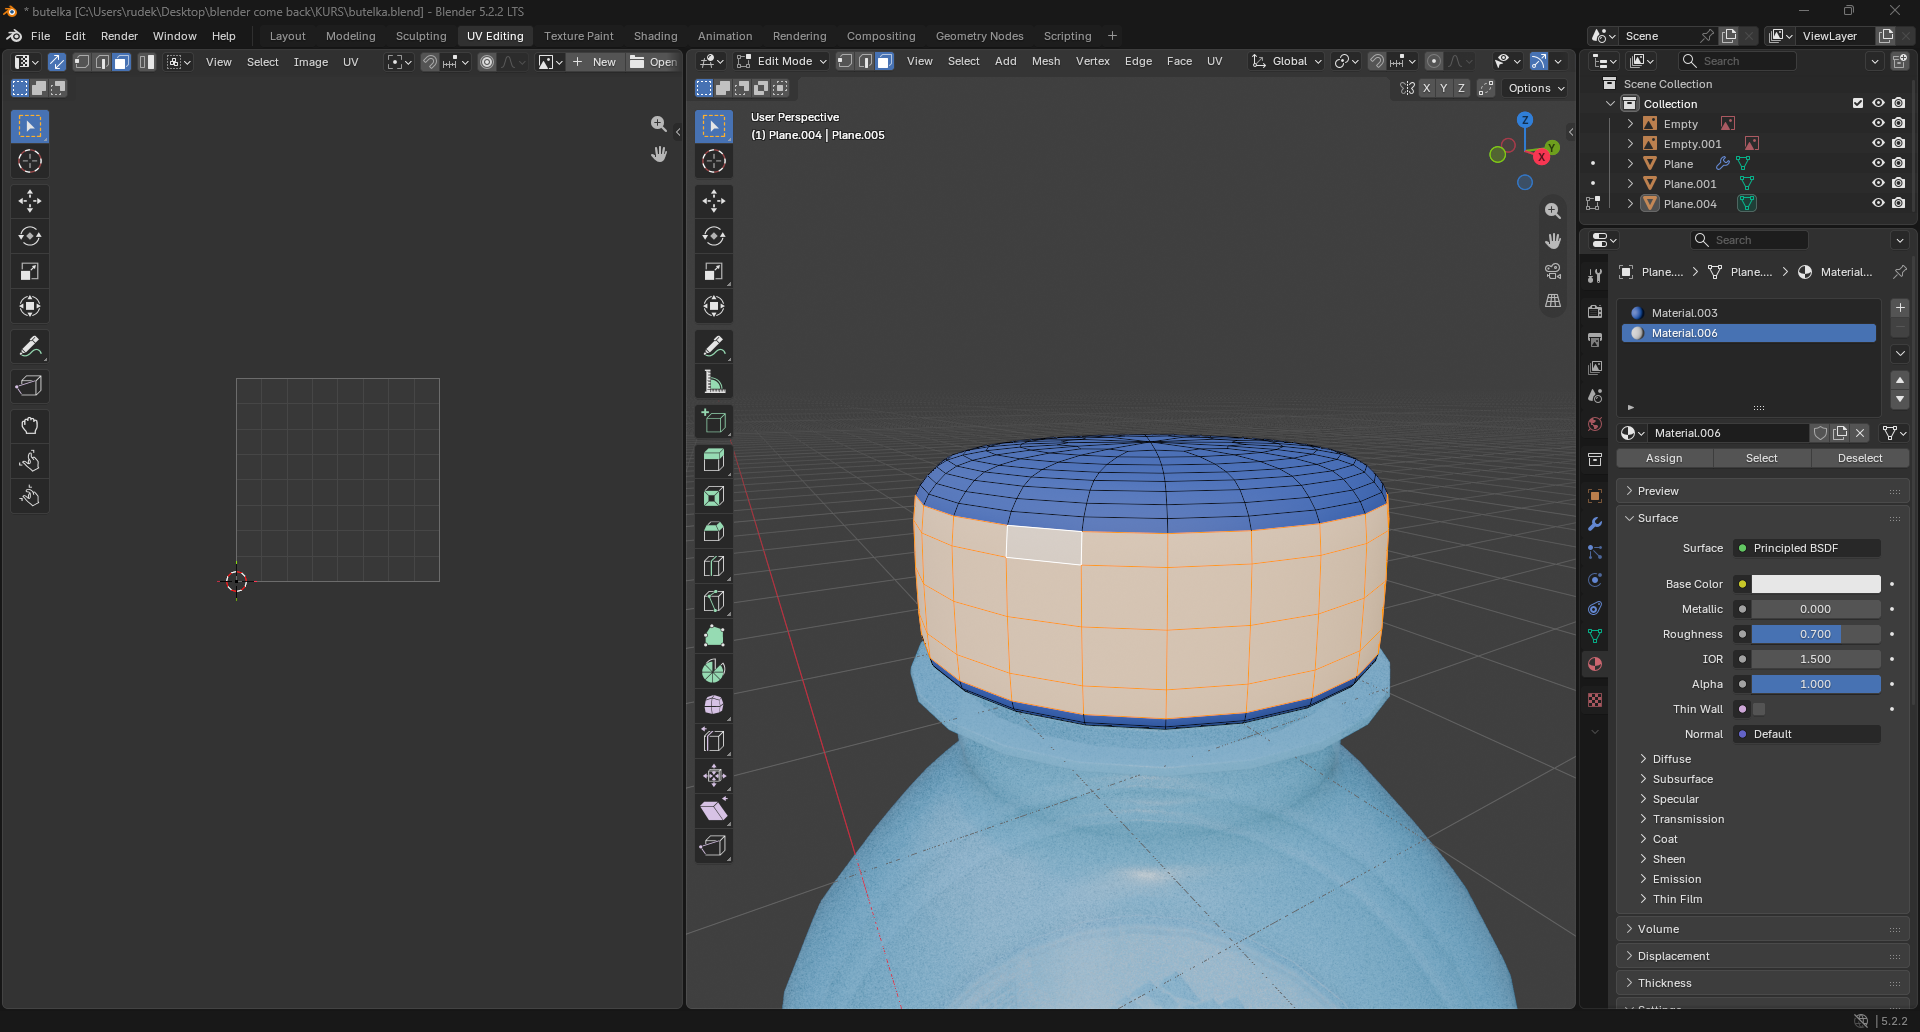 * butelka [C:\Users\rudek\Desktop\blender come back\KURS\butelka.blend] - Blender 5.2.2 LTS
File Edit Render Window Help Layout Modeling Sculpting UV Editing Texture Paint Shading Animation Rendering Compositing Geometry Nodes Scripting + Scene ViewLayer
View Select Image UV New Open
Edit Mode View Select Add Mesh Vertex Edge Face UV Global
Search
X Y Z Options
User Perspective
(1) Plane.004 | Plane.005
Z
Y
X
Scene Collection
Collection
Empty
Empty.001
Plane
Plane.001
Plane.004
Search
Plane.... > Plane.... > Material...
Material.003
Material.006
Material.006
Assign Select Deselect
Preview
Surface
Surface Principled BSDF
Base Color
Metallic 0.000
Roughness 0.700
IOR 1.500
Alpha 1.000
Thin Wall
Normal Default
Diffuse
Subsurface
Specular
Transmission
Coat
Sheen
Emission
Thin Film
Volume
Displacement
Thickness
Settings
5.2.2